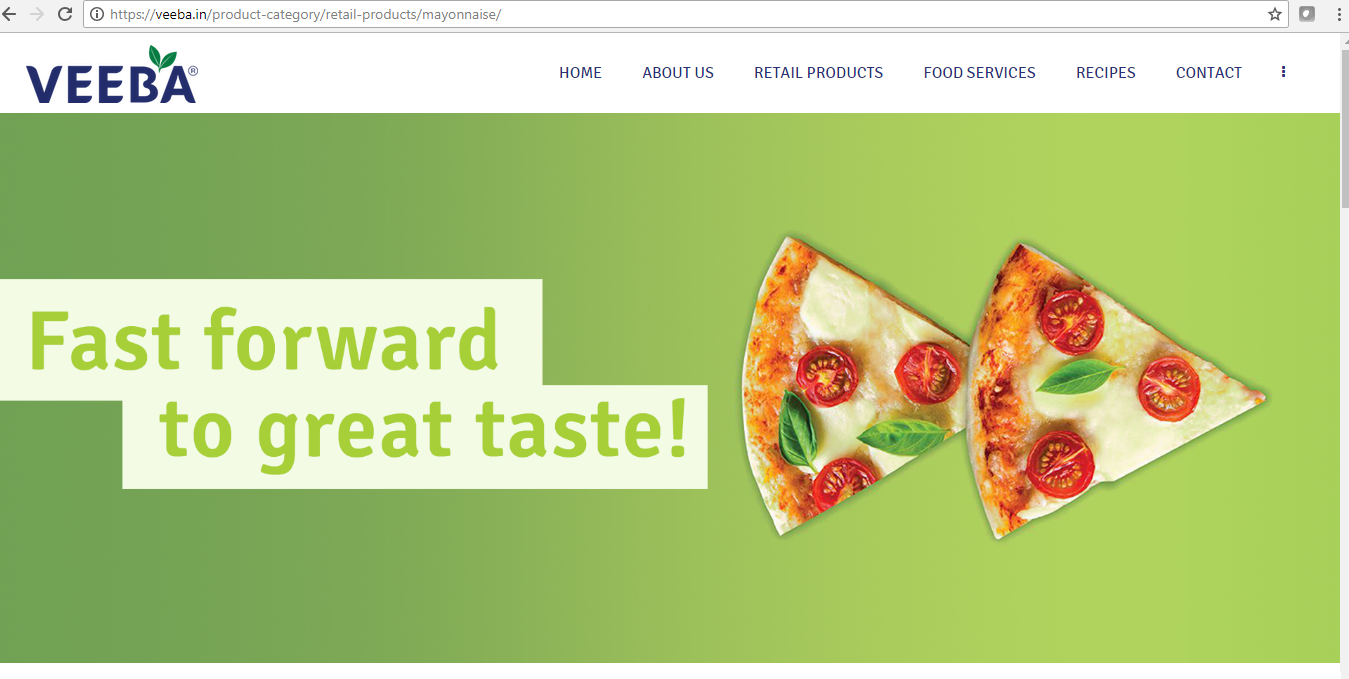 https://veeba.in/product-category/retail-products/mayonnaise/
VEEBA®
HOME ABOUT US RETAIL PRODUCTS FOOD SERVICES RECIPES CONTACT
Fast forward
to great taste!